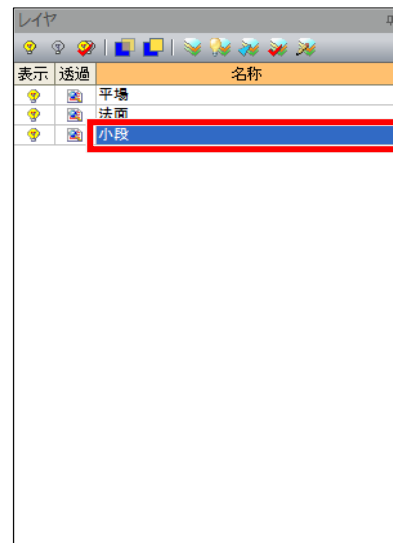 レイヤ
表示 透過 名称
平場
法面
小段